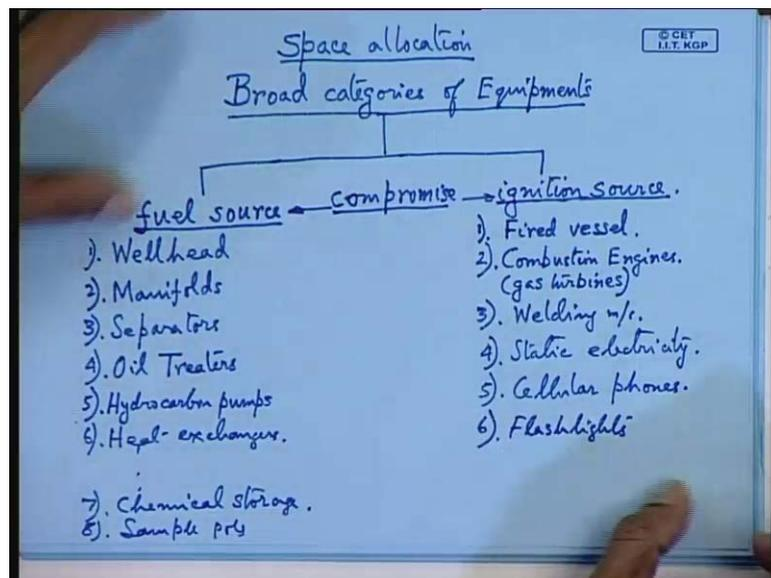 © CET
I.I.T. KGP
Space allocation
Broad categories of Equipments
fuel source
compromise
ignition source.
1). Wellhead
2). Manifolds
3). Separators
4). Oil Treaters
5). Hydrocarbon pumps
6). Heat-exchangers.
7). Chemical storage.
8). Sample pots
1). Fired vessel.
2). Combustion Engines.
(gas turbines)
3). Welding m/c.
4). Static electricity.
5). Cellular phones.
6). Flashlights